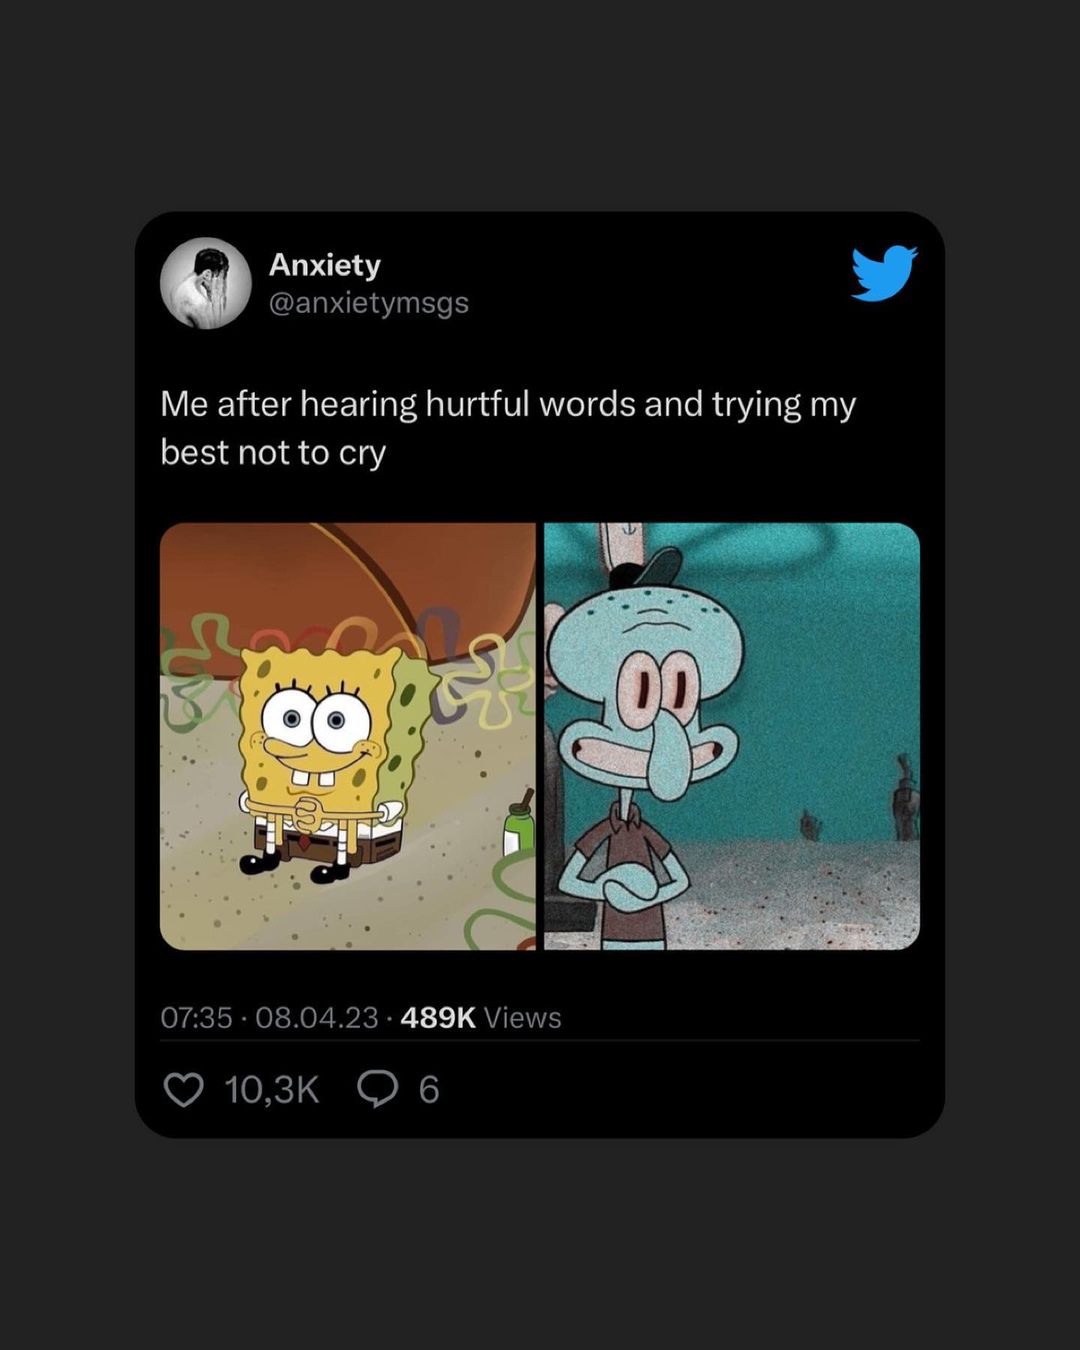 Anxiety
@anxietymsgs
Me after hearing hurtful words and trying my
best not to cry
07:35 · 08.04.23 · 489K Views
10,3K 6